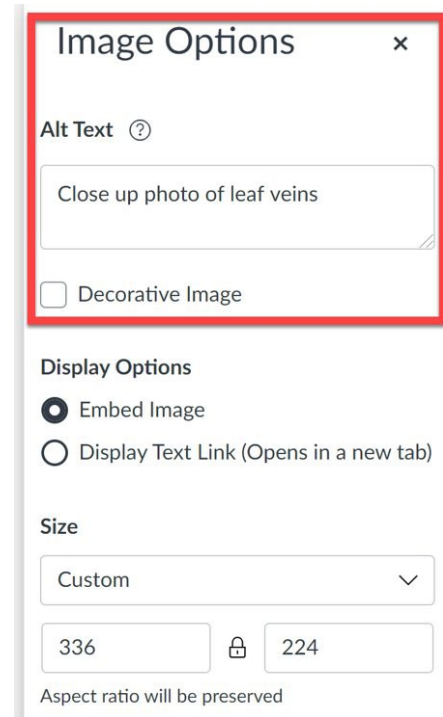 Image Options
Alt Text
Close up photo of leaf veins
Decorative Image
Display Options
Embed Image
Display Text Link (Opens in a new tab)
Size
Custom
336 224
Aspect ratio will be preserved